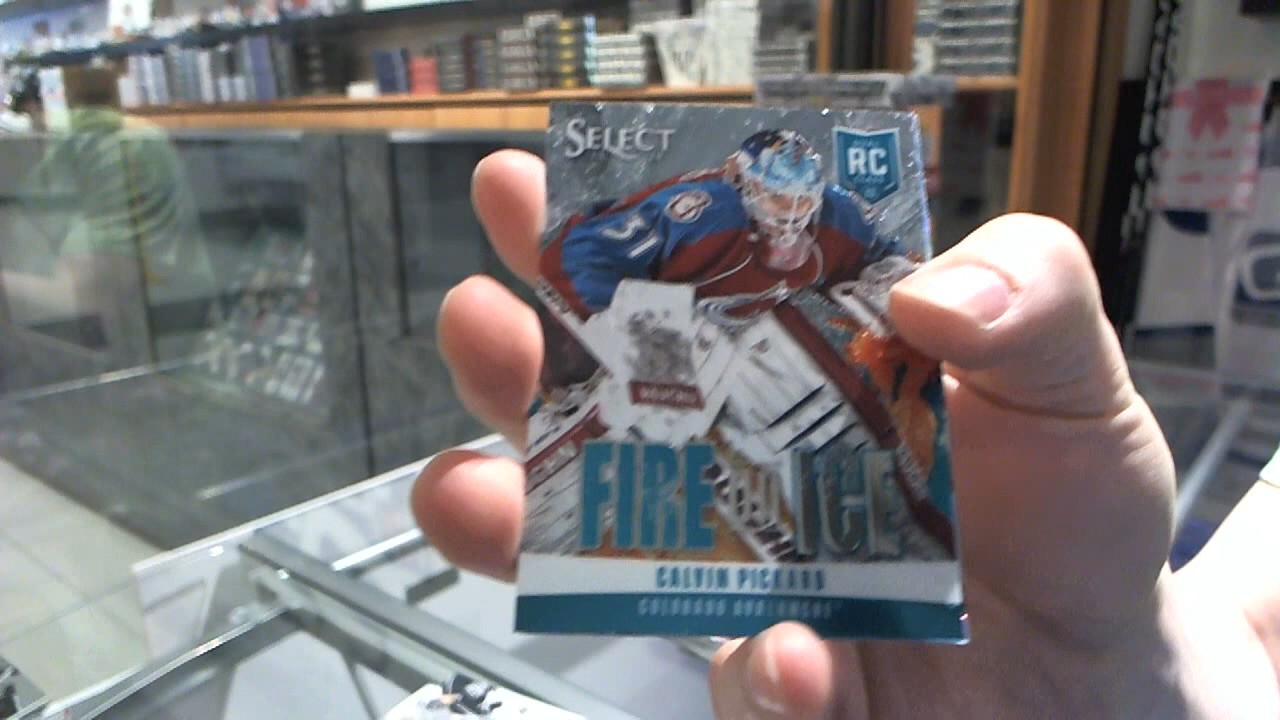 SELECT
RC
31
FIRE ICE
CALVIN PICKARD
COLORADO AVALANCHE